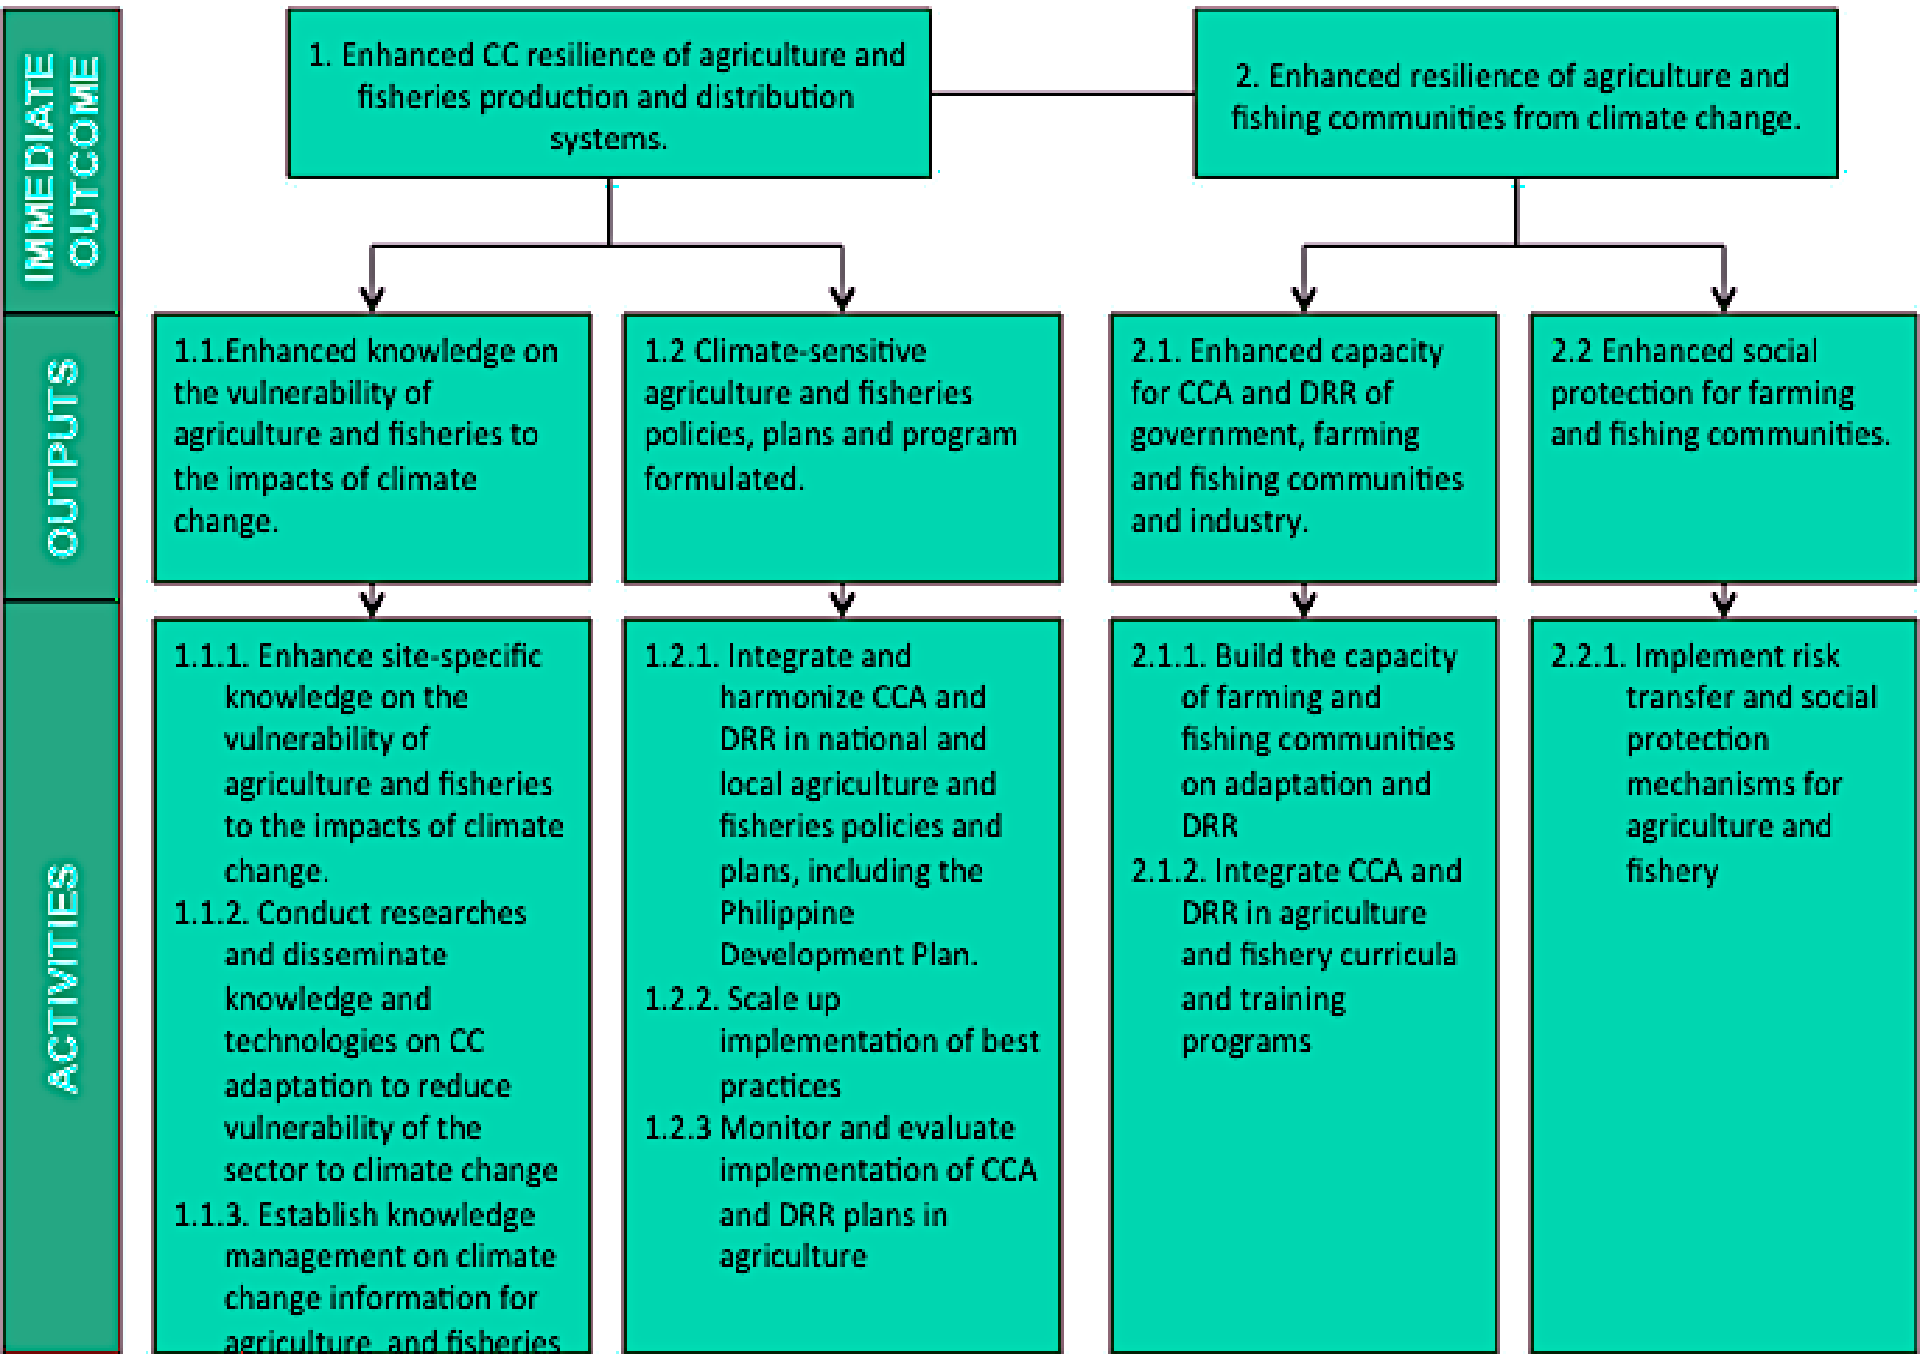 IMMEDIATE
OUTCOME
1. Enhanced CC resilience of agriculture and
fisheries production and distribution
systems.
2. Enhanced resilience of agriculture and
fishing communities from climate change.
OUTPUTS
1.1.Enhanced knowledge on
the vulnerability of
agriculture and fisheries to
the impacts of climate
change.
1.2 Climate-sensitive
agriculture and fisheries
policies, plans and program
formulated.
2.1. Enhanced capacity
for CCA and DRR of
government, farming
and fishing communities
and industry.
2.2 Enhanced social
protection for farming
and fishing communities.
ACTIVITIES
1.1.1. Enhance site-specific
knowledge on the
vulnerability of
agriculture and fisheries
to the impacts of climate
change.
1.1.2. Conduct researches
and disseminate
knowledge and
technologies on CC
adaptation to reduce
vulnerability of the
sector to climate change
1.1.3. Establish knowledge
management on climate
change information for
agriculture, and fisheries
1.2.1. Integrate and
harmonize CCA and
DRR in national and
local agriculture and
fisheries policies and
plans, including the
Philippine
Development Plan.
1.2.2. Scale up
implementation of best
practices
1.2.3 Monitor and evaluate
implementation of CCA
and DRR plans in
agriculture
2.1.1. Build the capacity
of farming and
fishing communities
on adaptation and
DRR
2.1.2. Integrate CCA and
DRR in agriculture
and fishery curricula
and training
programs
2.2.1. Implement risk
transfer and social
protection
mechanisms for
agriculture and
fishery